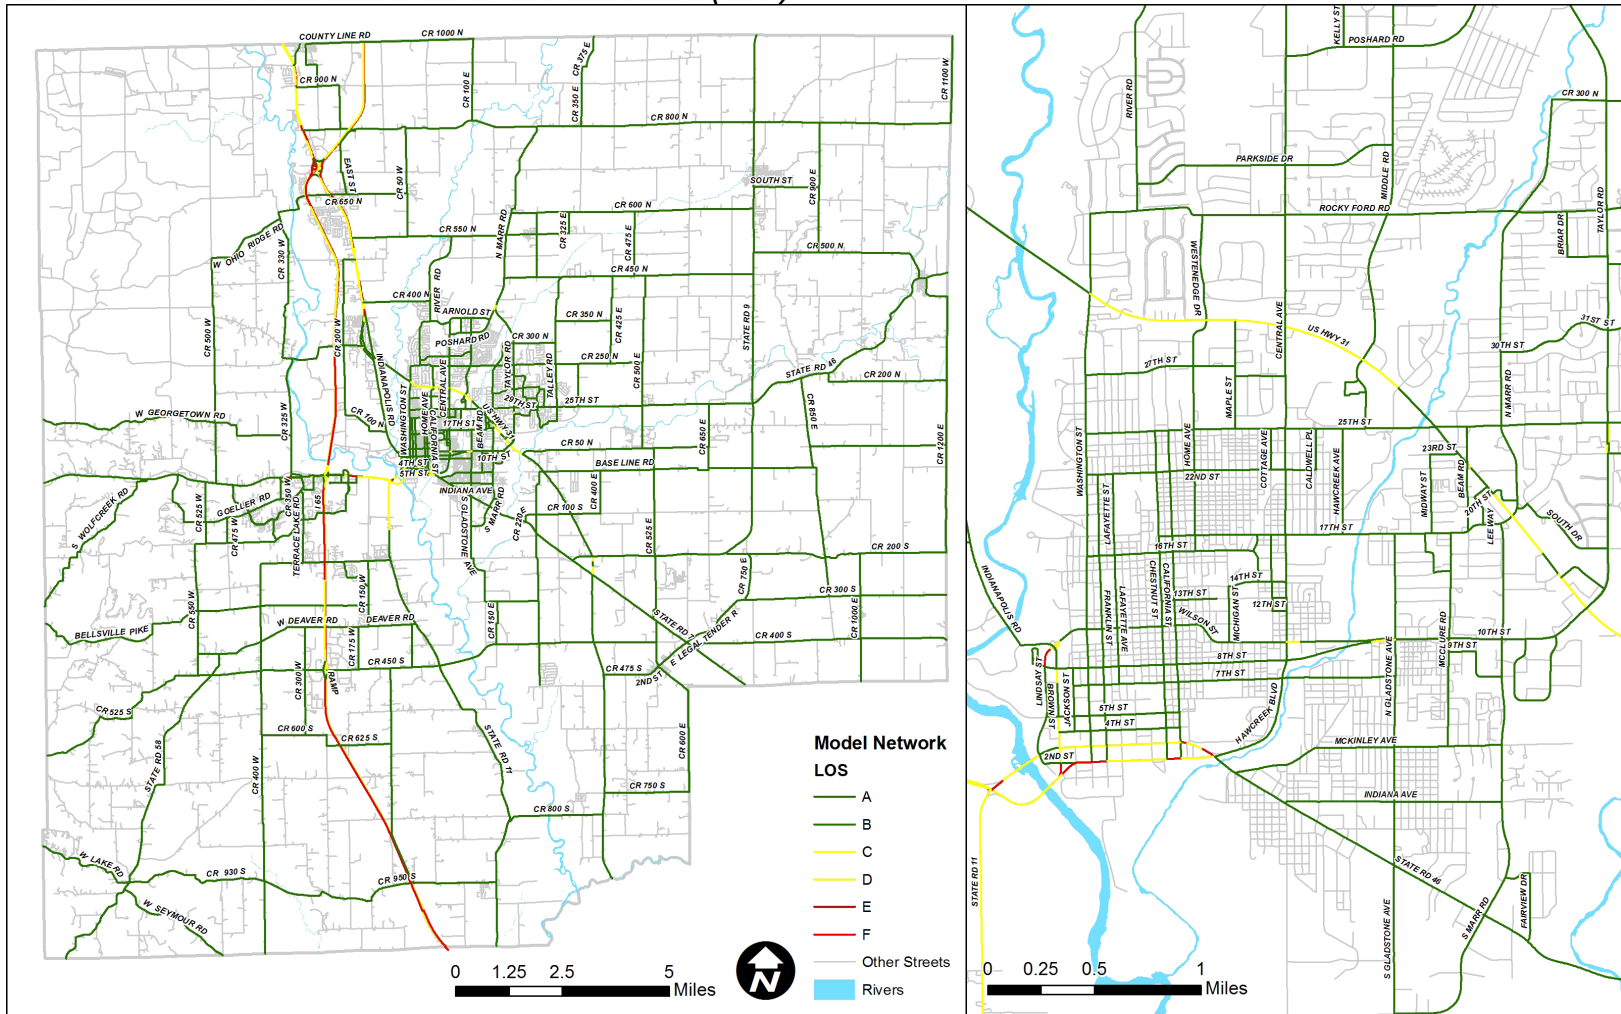 COUNTY LINE RD
CR 1000 N
CR 375 E
CR 900 N
CR 100 E
CR 350 E
CR 1100 W
CR 800 N
EAST ST
CR 50 W
SOUTH ST
CR 900 E
CR 650 N
CR 600 N
W OHIO RIDGE RD
CR 330 W
CR 550 N
N MARR RD
CR 325 E
CR 475 E
CR 500 N
CR 450 N
CR 400 N
RIVER RD
ARNOLD ST
CR 350 N
CR 425 E
STATE RD 9
CR 500 W
CR 200 W
POSHARD RD
CR 300 N
CR 250 N
CR 500 E
INDIANAPOLIS RD
CENTRAL AVE
TAYLOR RD
TALLEY RD
STATE RD 46
CR 200 N
W GEORGETOWN RD
CR 325 W
CR 100 N
WASHINGTON ST
HOME AVE
CALIFORNIA ST
29TH ST
25TH ST
US HWY 31
17TH ST
BEAM RD
CR 850 E
CR 650 E
CR 1200 E
CR 50 N
10TH ST
4TH ST
5TH ST
BASE LINE RD
INDIANA AVE
CR 400 E
S WOLFCREEK RD
CR 525 W
GOELLER RD
CR 350 W
I 65
CR 475 W
TERRACE LAKE RD
S GLADSTONE AVE
S MARR RD
CR 220 E
CR 100 S
CR 525 E
CR 200 S
CR 550 W
CR 150 W
CR 750 E
CR 300 S
BELLSVILLE PIKE
W DEAVER RD
DEAVER RD
CR 150 E
STATE RD 7
E LEGAL TENDER R
CR 1000 E
CR 400 S
CR 175 W
CR 450 S
CR 300 W
RAMP
CR 475 S
2ND ST
CR 525 S
STATE RD 58
CR 600 S
CR 625 S
STATE RD 11
CR 600 E
CR 400 W
CR 750 S
CR 800 S
W LAKE RD
CR 930 S
CR 950 S
W SEYMOUR RD
Model Network
LOS
A
B
C
D
E
F
Other Streets
Rivers
N
0 1.25 2.5 5 Miles
KELLY ST
POSHARD RD
RIVER RD
CR 300 N
PARKSIDE DR
MIDDLE RD
ROCKY FORD RD
TAYLOR RD
BRIAR DR
WESTENEDGE DR
CENTRAL AVE
US HWY 31
31ST ST
30TH ST
27TH ST
MAPLE ST
N MARR RD
25TH ST
WASHINGTON ST
HOME AVE
COTTAGE AVE
CALDWELL PL
HAWCREEK AVE
23RD ST
22ND ST
MIDWAY ST
BEAM RD
20TH ST
LEEWAY
SOUTH DR
LAFAYETTE ST
17TH ST
16TH ST
INDIANAPOLIS RD
CHESTNUT ST
CALIFORNIA ST
14TH ST
13TH ST
12TH ST
MICHIGAN ST
FRANKLIN ST
LAFAYETTE AVE
WILSON ST
MCCLURE RD
10TH ST
9TH ST
8TH ST
7TH ST
LINDSAY ST
BROWN ST
JACKSON ST
N GLADSTONE AVE
HAWCREEK BLVD
5TH ST
4TH ST
MCKINLEY AVE
2ND ST
INDIANA AVE
STATE RD 11
STATE RD 46
FAIRVIEW DR
S MARR RD
S GLADSTONE AVE
0 0.25 0.5 1 Miles